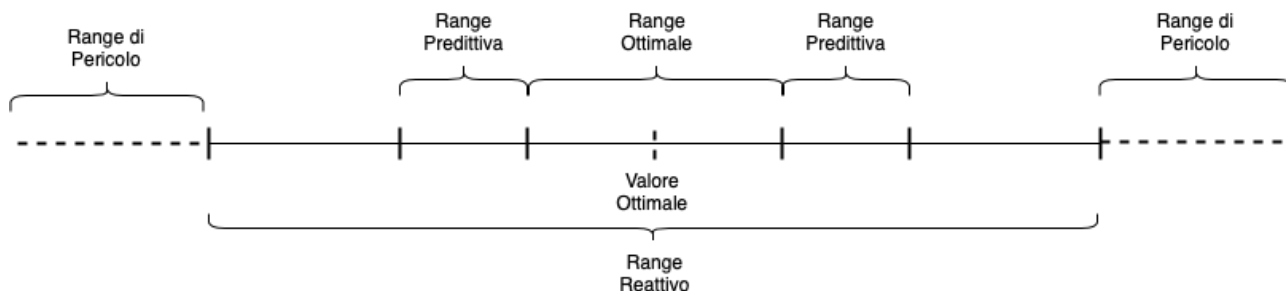 Range di
Pericolo
Range
Predittiva
Range
Ottimale
Range
Predittiva
Range di
Pericolo
Valore
Ottimale
Range
Reattivo